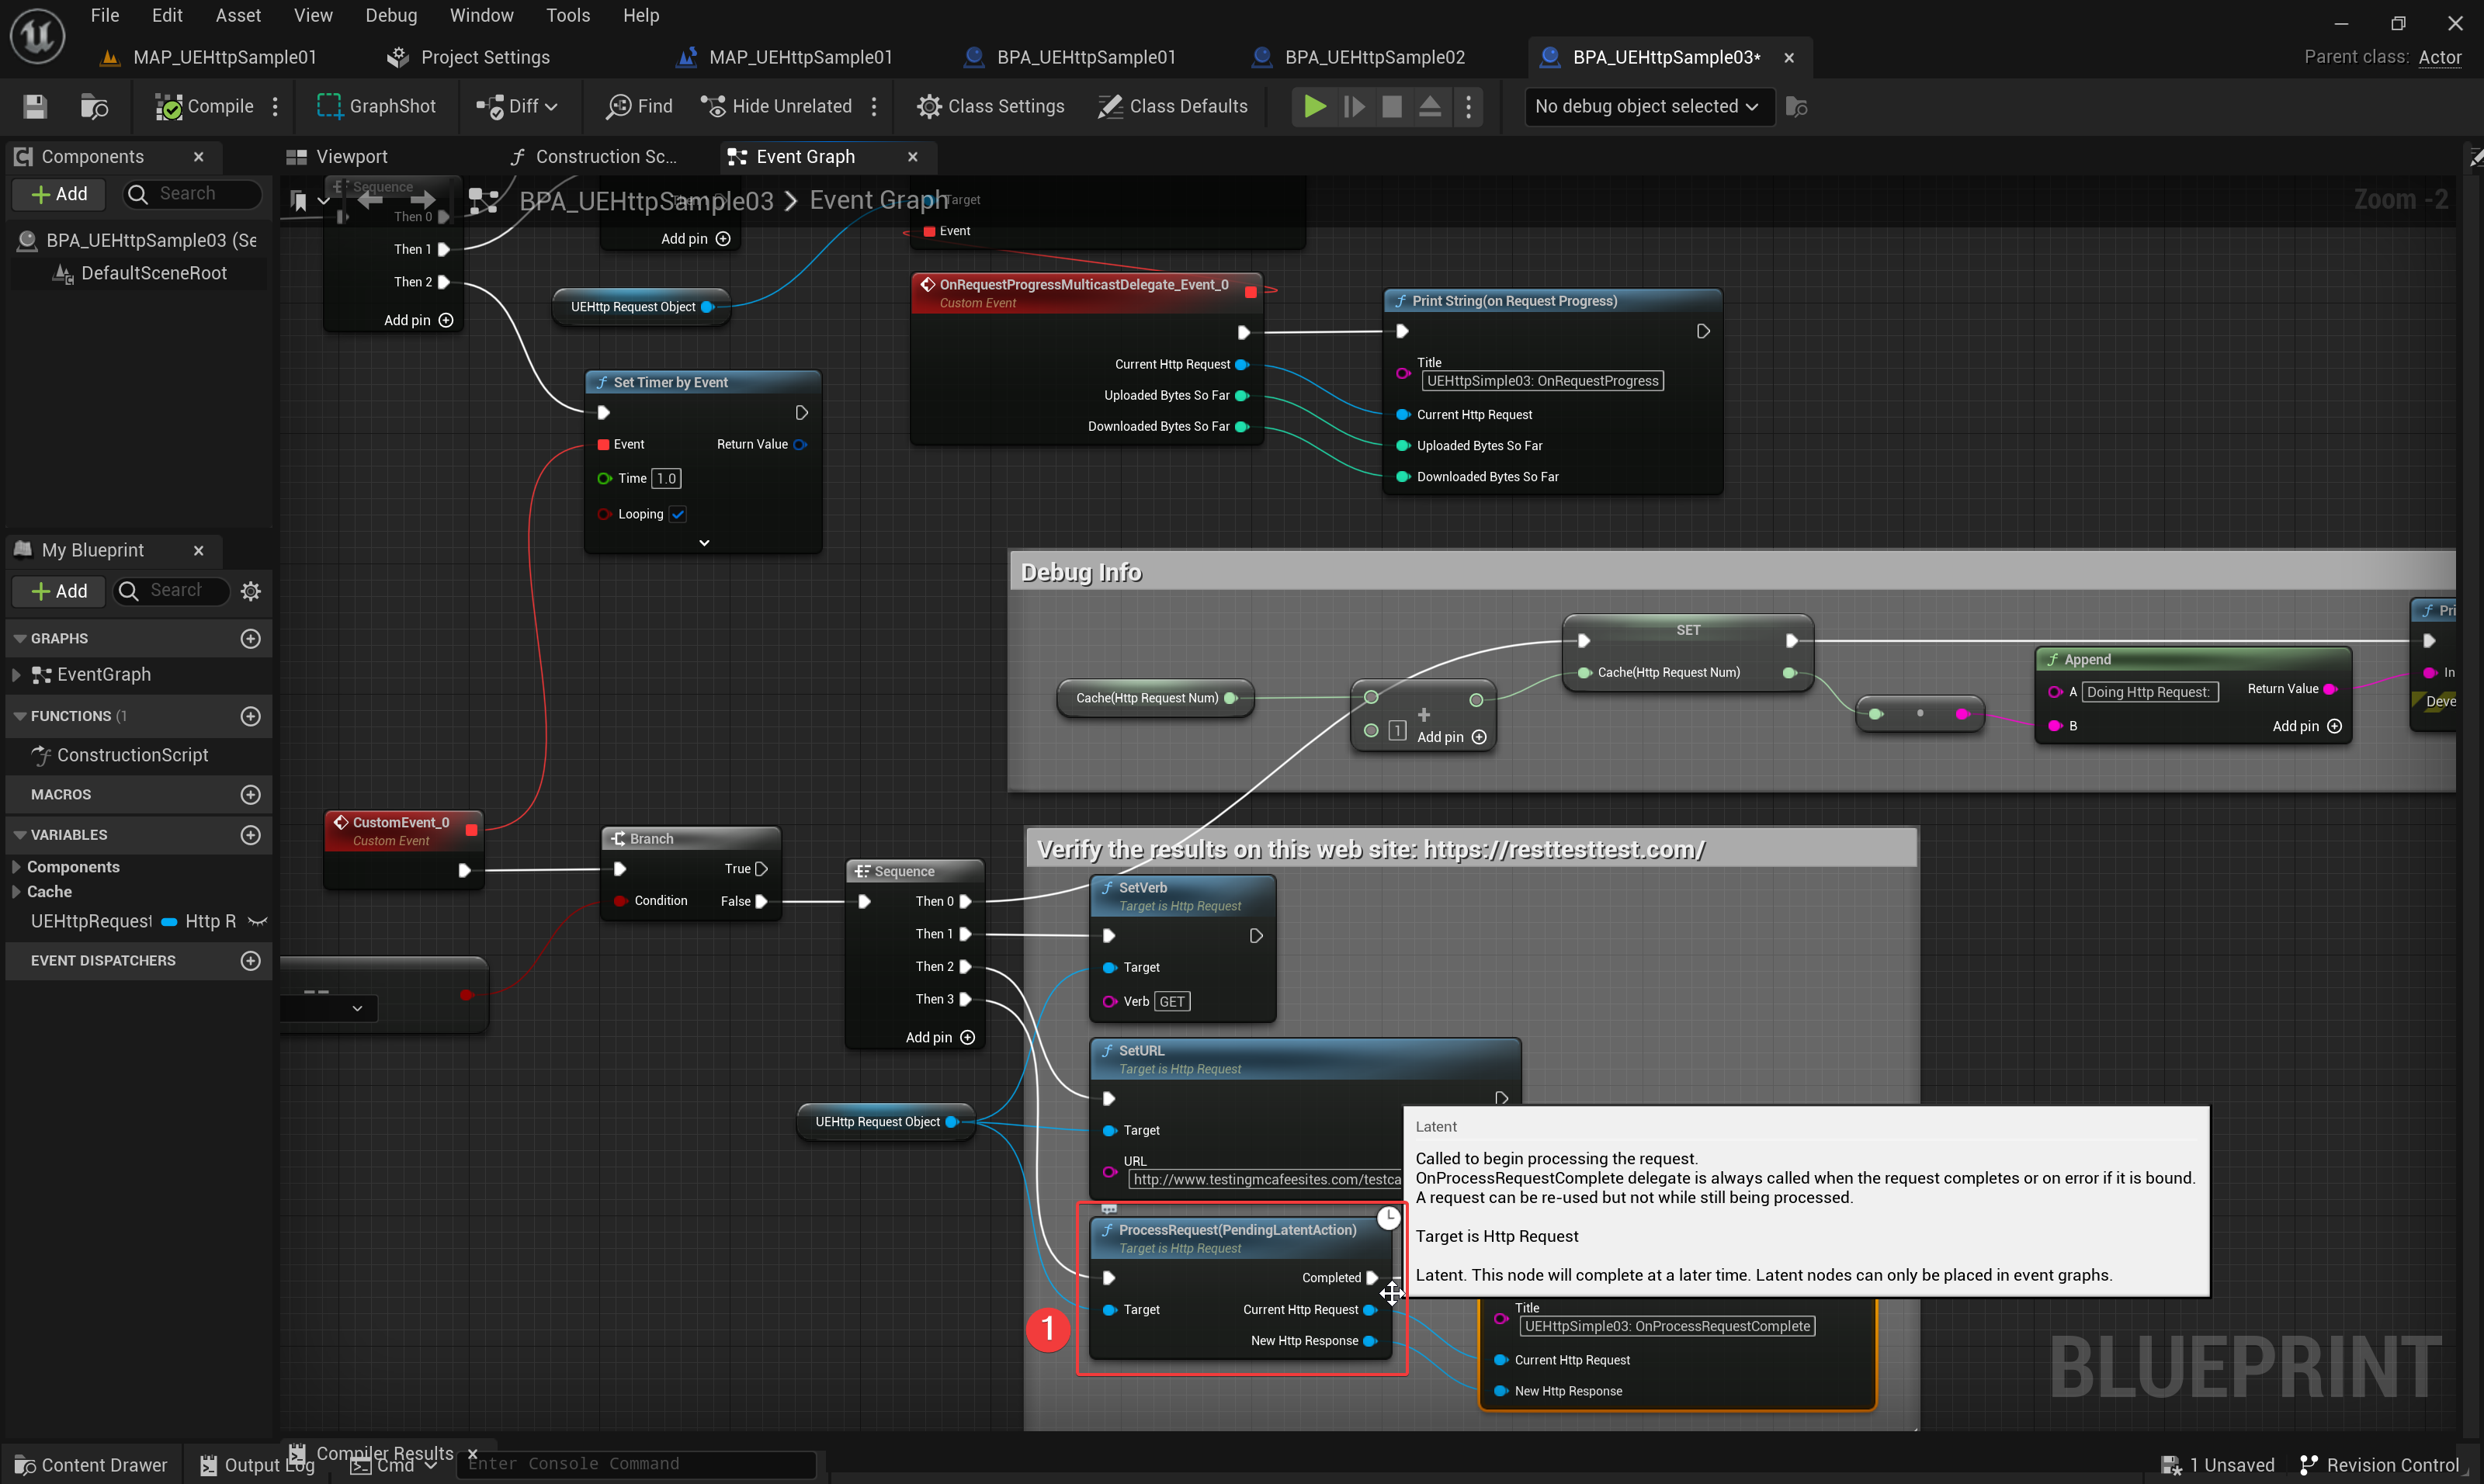 File Edit Asset View Debug Window Tools Help
MAP_UEHttpSample01 Project Settings MAP_UEHttpSample01 BPA_UEHttpSample01 BPA_UEHttpSample02 BPA_UEHttpSample03* Parent class: Actor
Compile GraphShot Diff Find Hide Unrelated Class Settings Class Defaults No debug object selected
Components Viewport Construction Sc... Event Graph
Add Search
BPA_UEHttpSample03 > Event Graph Zoom -2
BPA_UEHttpSample03 (Se
DefaultSceneRoot
Sequence
Then 0
Then 1
Then 2
Add pin
Add pin
Target
Event
UEHttp Request Object
OnRequestProgressMulticastDelegate_Event_0
Custom Event
Current Http Request
Uploaded Bytes So Far
Downloaded Bytes So Far
Print String(on Request Progress)
Title
UEHttpSimple03: OnRequestProgress
Current Http Request
Uploaded Bytes So Far
Downloaded Bytes So Far
Set Timer by Event
Event Return Value
Time 1.0
Looping
My Blueprint
Add Search
GRAPHS
EventGraph
FUNCTIONS (1
ConstructionScript
MACROS
VARIABLES
Components
Cache
UEHttpRequest Http R
EVENT DISPATCHERS
Debug Info
Cache(Http Request Num)
1 Add pin
SET
Cache(Http Request Num)
Append
A Doing Http Request: Return Value
B Add pin
Pri
In
Deve
CustomEvent_0
Custom Event
Branch
True
Condition False
==
Sequence
Then 0
Then 1
Then 2
Then 3
Add pin
UEHttp Request Object
Verify the results on this web site: https://resttesttest.com/
SetVerb
Target is Http Request
Target
Verb GET
SetURL
Target is Http Request
Target
URL
http://www.testingmcafeesites.com/testca
ProcessRequest(PendingLatentAction)
Target is Http Request
Completed
Target Current Http Request
New Http Response
1
Latent
Called to begin processing the request.
OnProcessRequestComplete delegate is always called when the request completes or on error if it is bound.
A request can be re-used but not while still being processed.
Target is Http Request
Latent. This node will complete at a later time. Latent nodes can only be placed in event graphs.
Title
UEHttpSimple03: OnProcessRequestComplete
Current Http Request
New Http Response
BLUEPRINT
Compiler Results
Content Drawer Output Log Cmd Enter Console Command 1 Unsaved Revision Control